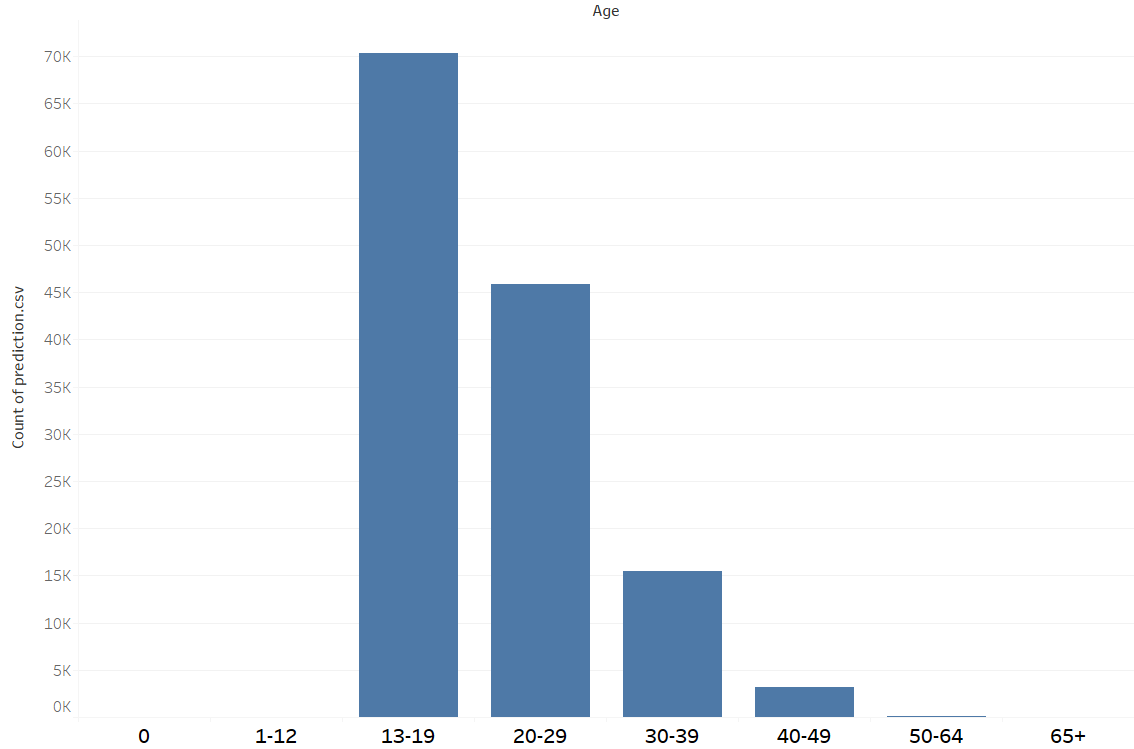 Age
Count of prediction.csv
70K
65K
60K
55K
50K
45K
40K
35K
30K
25K
20K
15K
10K
5K
0K
0 1-12 13-19 20-29 30-39 40-49 50-64 65+